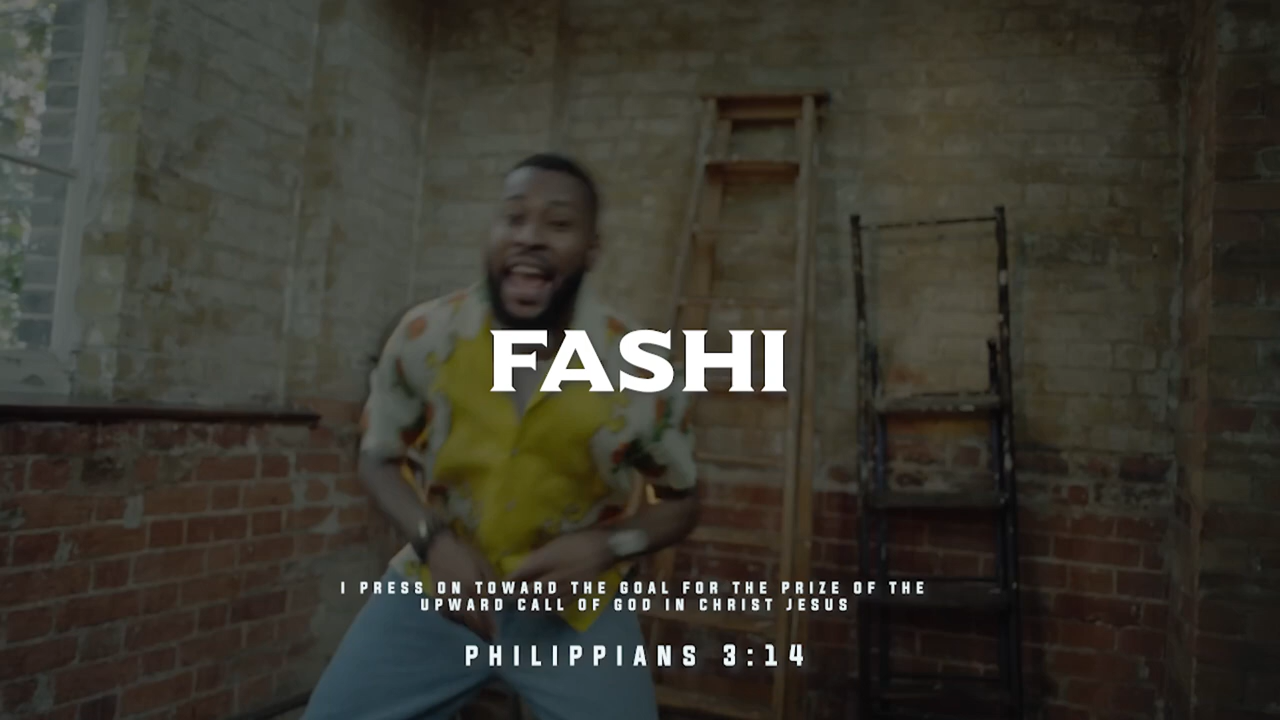 FASHI
I PRESS ON TOWARD THE GOAL FOR THE PRIZE OF THE
UPWARD CALL OF GOD IN CHRIST JESUS
PHILIPPIANS 3:14